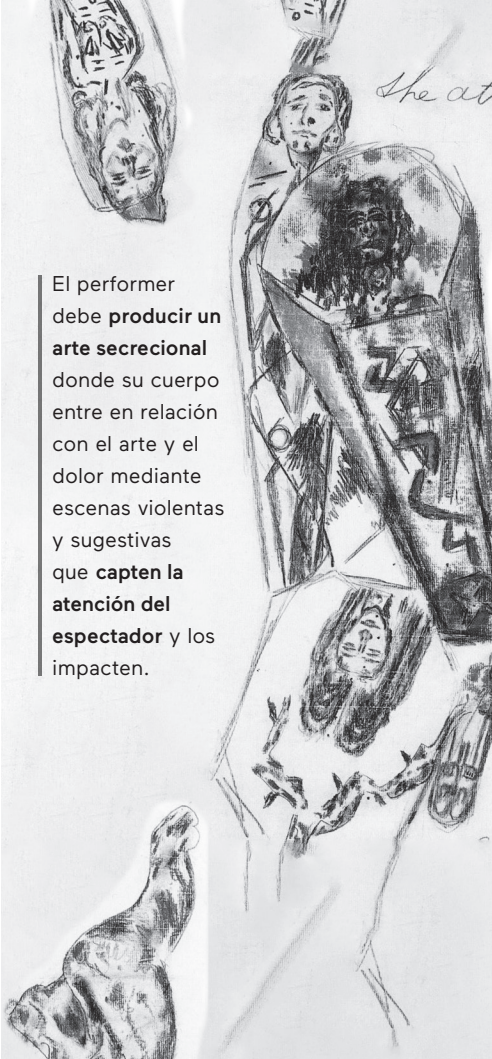 the at
El performer
debe producir un
arte secrecional
donde su cuerpo
entre en relación
con el arte y el
dolor mediante
escenas violentas
y sugestivas
que capten la
atención del
espectador y los
impacten.